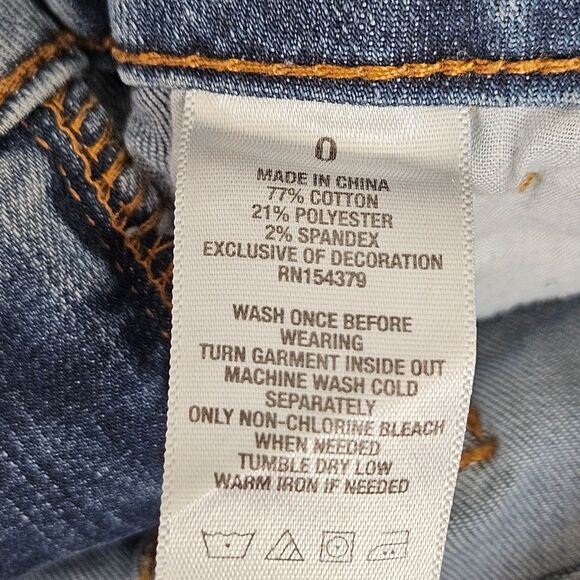 0
MADE IN CHINA
77% COTTON
21% POLYESTER
2% SPANDEX
EXCLUSIVE OF DECORATION
RN154379
WASH ONCE BEFORE
WEARING
TURN GARMENT INSIDE OUT
MACHINE WASH COLD
SEPARATELY
ONLY NON-CHLORINE BLEACH
WHEN NEEDED
TUMBLE DRY LOW
WARM IRON IF NEEDED